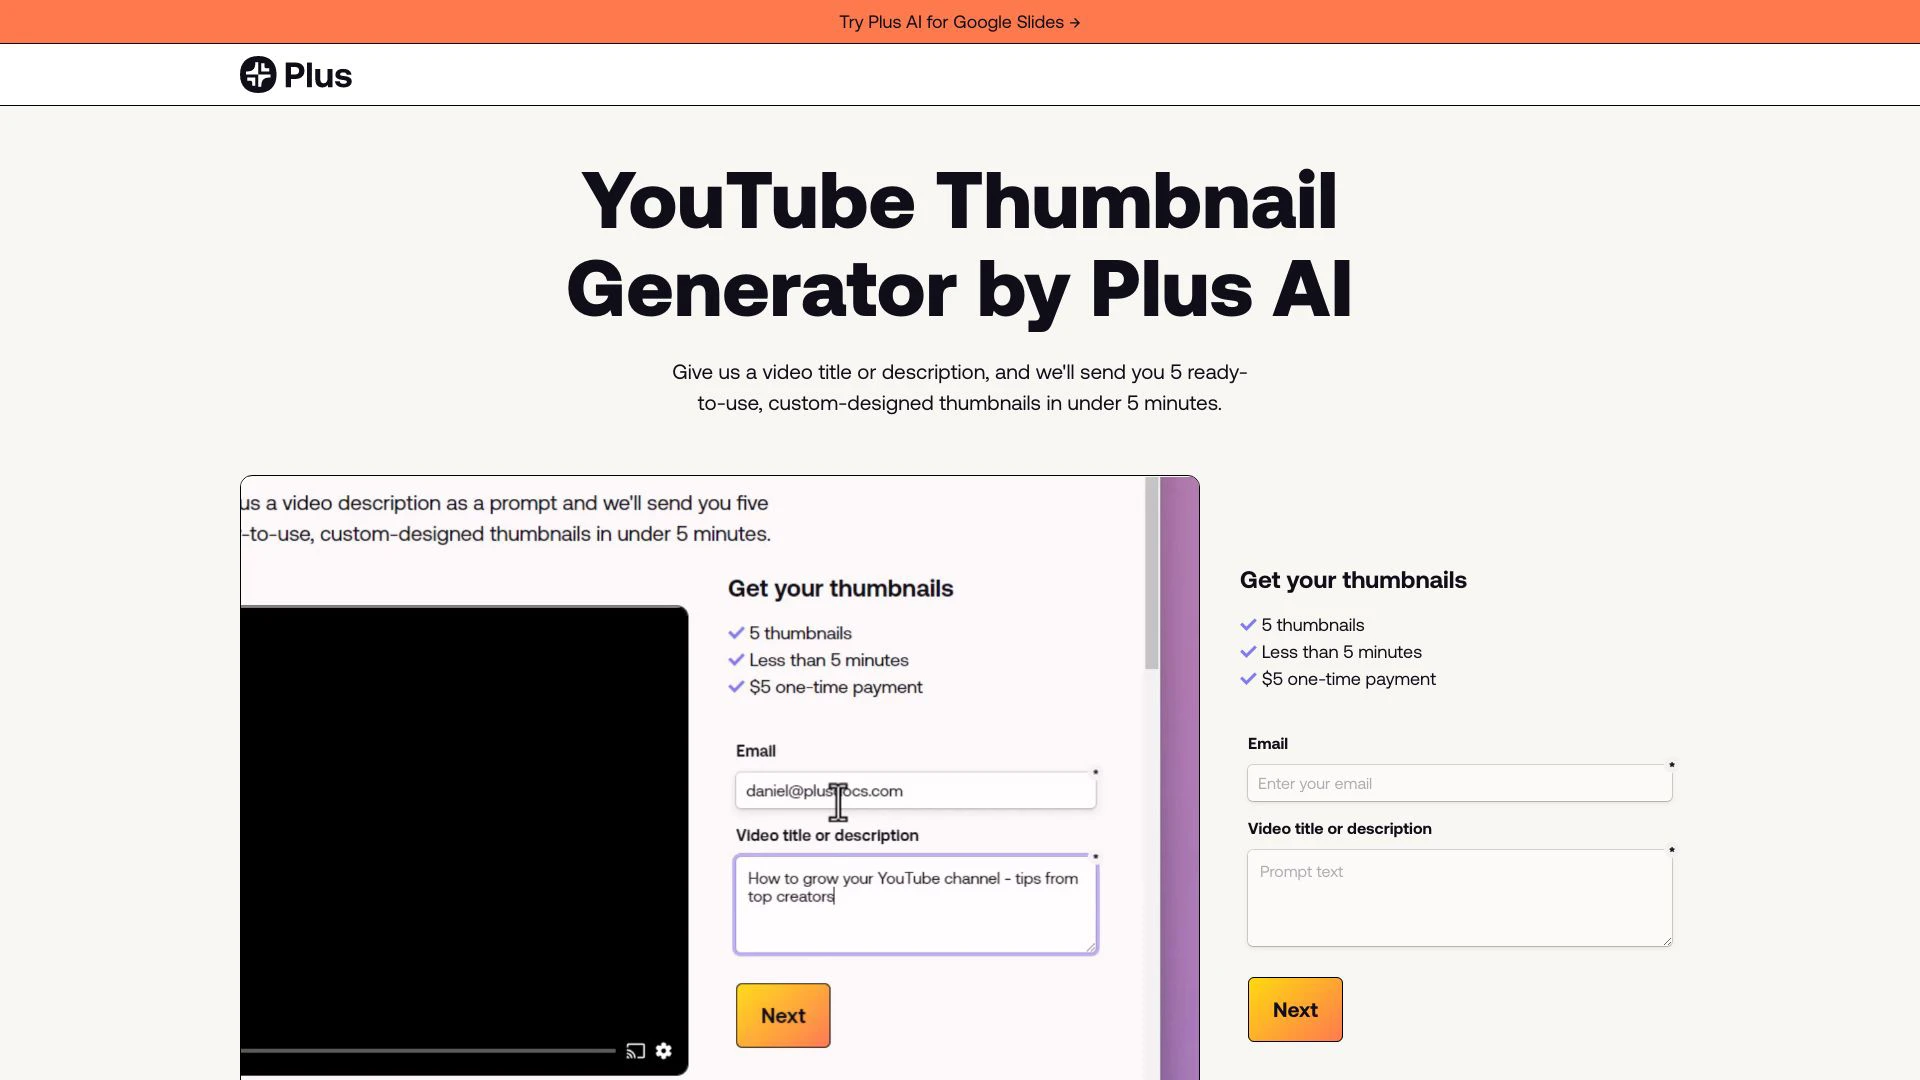 Try Plus AI for Google Slides →
Plus
YouTube Thumbnail
Generator by Plus AI
Give us a video title or description, and we'll send you 5 ready-
to-use, custom-designed thumbnails in under 5 minutes.
us a video description as a prompt and we'll send you five
-to-use, custom-designed thumbnails in under 5 minutes.
Get your thumbnails
5 thumbnails
Less than 5 minutes
$5 one-time payment
Email
*
daniel@plusdocs.com
Video title or description
*
How to grow your YouTube channel - tips from
top creators
Next
Get your thumbnails
5 thumbnails
Less than 5 minutes
$5 one-time payment
Email
*
Enter your email
Video title or description
*
Prompt text
Next